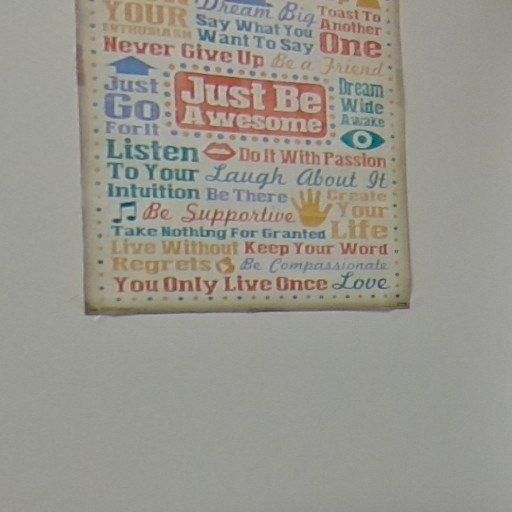 YOUR
ENTHUSIASM
Dream Big
Toast To
Another
One
Say What You
Want To Say
Never Give Up
Be a Friend
Just
Go
For It
Just Be
Awesome
Dream
Wide
Awake
Listen
To Your
Intuition
Do It With Passion
Laugh About It
Be There
Create
Your
Life
Be Supportive
Take Nothing For Granted
Live Without
Regrets
Keep Your Word
Be Compassionate
You Only Live Once
Love